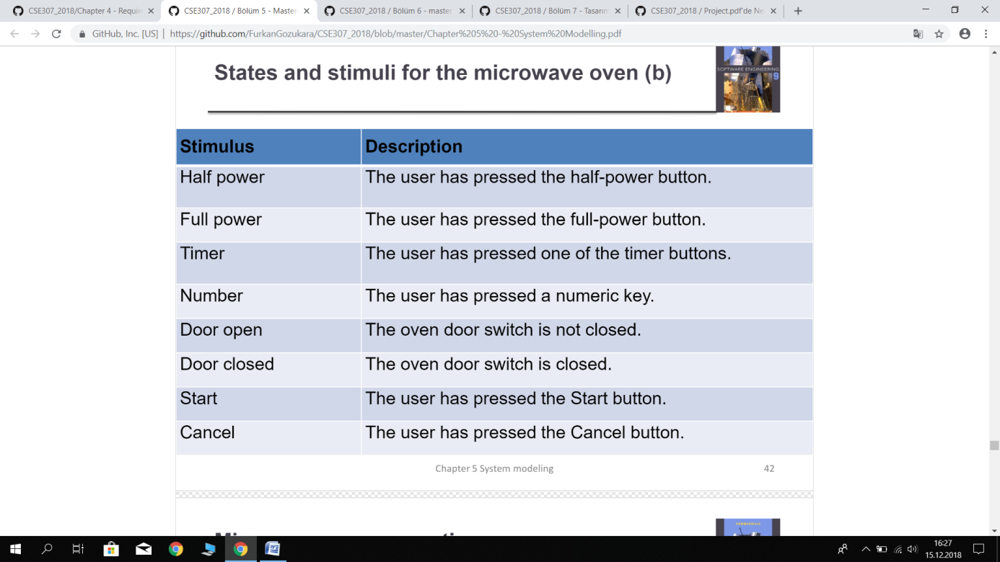 CSE307_2018/Chapter 4 - Requir
CSE307_2018 / Bölüm 5 - Master
CSE307_2018 / Bölüm 6 - master
CSE307_2018 / Bölüm 7 - Tasarım
CSE307_2018 / Project.pdf'de Ne
GitHub, Inc. [US] | https://github.com/FurkanGozukara/CSE307_2018/blob/master/Chapter%205%20-%20System%20Modelling.pdf
States and stimuli for the microwave oven (b)
SOFTWARE ENGINEERING
9
Stimulus Description
Half power The user has pressed the half-power button.
Full power The user has pressed the full-power button.
Timer The user has pressed one of the timer buttons.
Number The user has pressed a numeric key.
Door open The oven door switch is not closed.
Door closed The oven door switch is closed.
Start The user has pressed the Start button.
Cancel The user has pressed the Cancel button.
Chapter 5 System modeling 42
SOMMERVILLE
16:27
15.12.2018